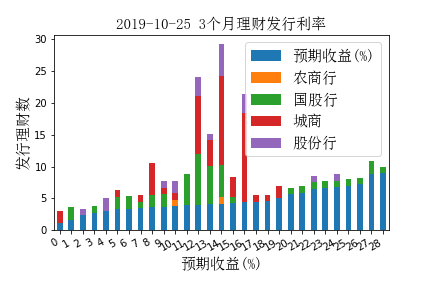 2019-10-25 3个月理财发行利率
30
25
20
15
10
5
0
发行理财数
预期收益(%)
农商行
国股行
城商
股份行
0 1 2 3 4 5 6 7 8 9 10 11 12 13 14 15 16 17 18 19 20 21 22 23 24 25 26 27 28
预期收益(%)